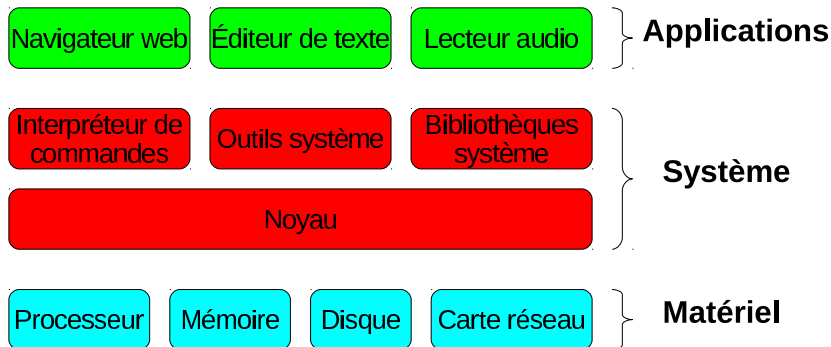 Navigateur web
Éditeur de texte
Lecteur audio
Applications
Interpréteur de
commandes
Outils système
Bibliothèques
système
Système
Noyau
Processeur
Mémoire
Disque
Carte réseau
Matériel